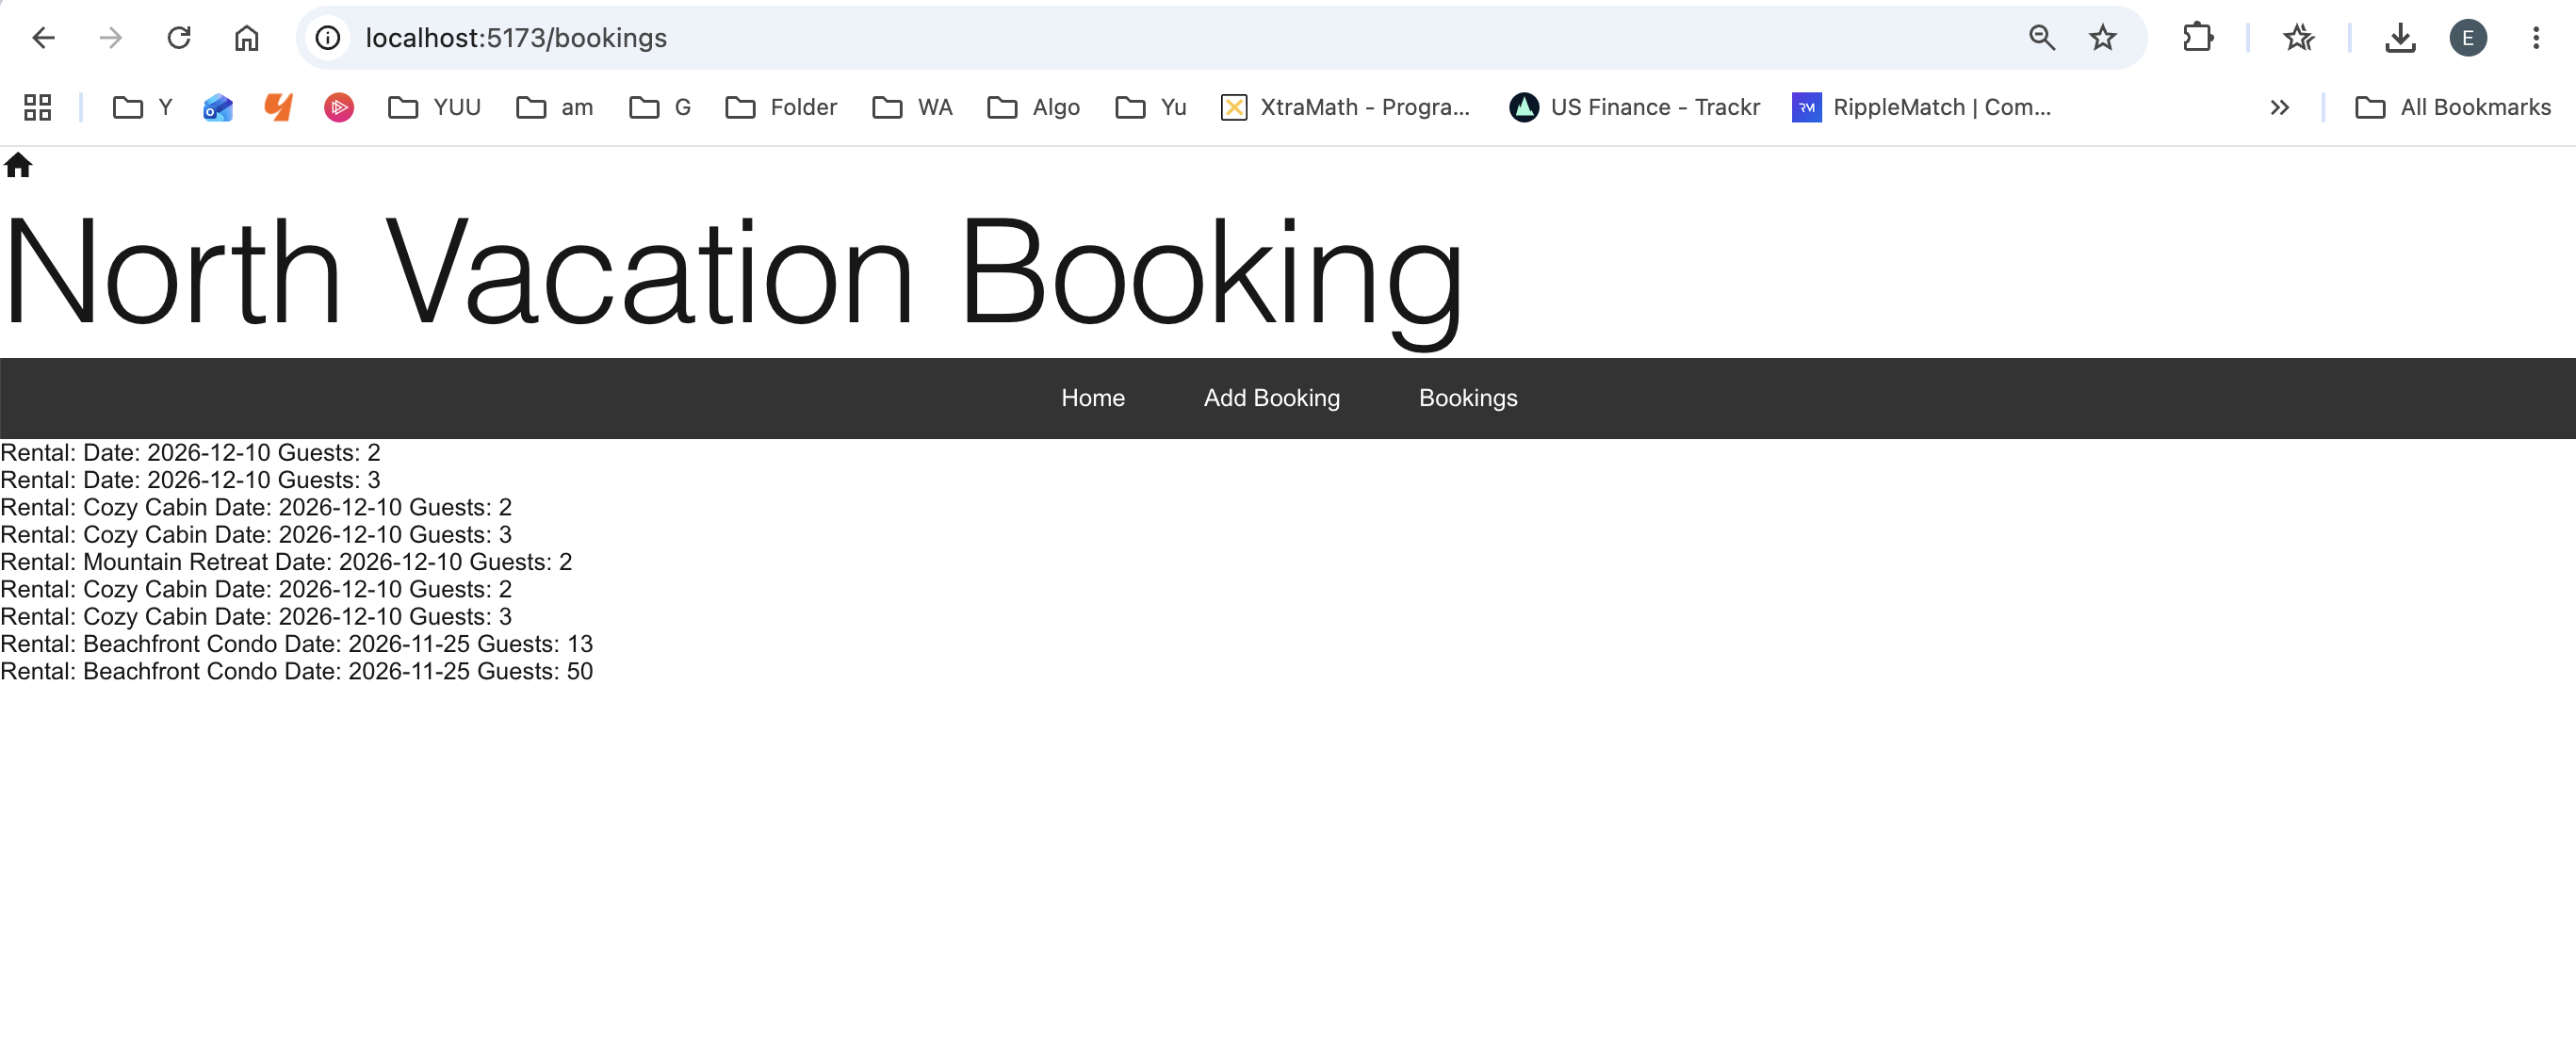 localhost:5173/bookings
E
Y YUU am G Folder WA Algo Yu XtraMath - Progra... US Finance - Trackr RM RippleMatch | Com... All Bookmarks
North Vacation Booking
Home Add Booking Bookings
Rental: Date: 2026-12-10 Guests: 2
Rental: Date: 2026-12-10 Guests: 3
Rental: Cozy Cabin Date: 2026-12-10 Guests: 2
Rental: Cozy Cabin Date: 2026-12-10 Guests: 3
Rental: Mountain Retreat Date: 2026-12-10 Guests: 2
Rental: Cozy Cabin Date: 2026-12-10 Guests: 2
Rental: Cozy Cabin Date: 2026-12-10 Guests: 3
Rental: Beachfront Condo Date: 2026-11-25 Guests: 13
Rental: Beachfront Condo Date: 2026-11-25 Guests: 50